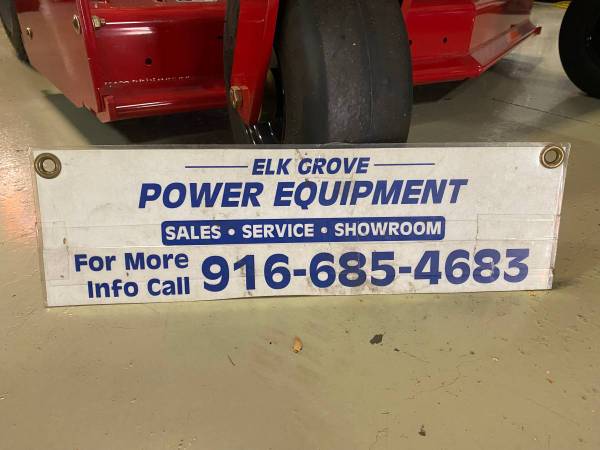 ELK GROVE
POWER EQUIPMENT
SALES • SERVICE • SHOWROOM
For More
Info Call 916-685-4683